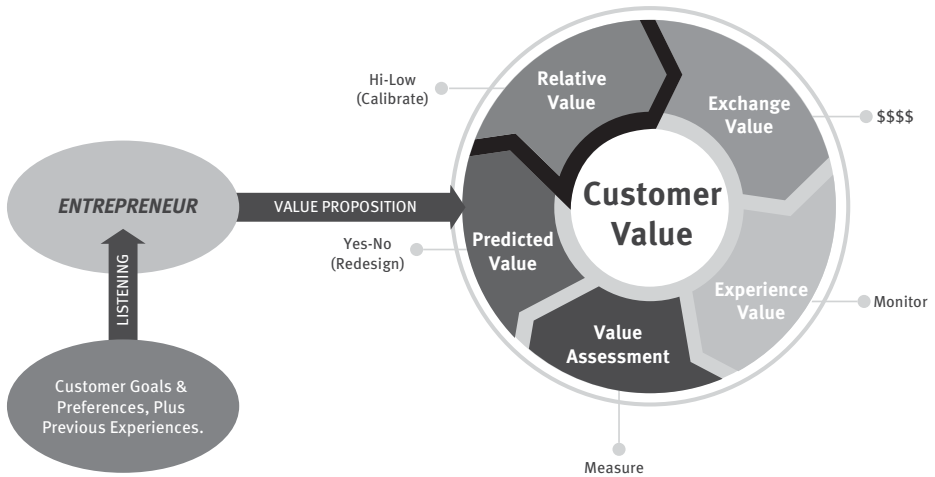 Hi-Low
(Calibrate)
Relative
Value
Exchange
Value
$$$$
ENTREPRENEUR
VALUE PROPOSITION
Customer
Value
Yes-No
(Redesign)
Predicted
Value
LISTENING
Experience
Value
Monitor
Value
Assessment
Customer Goals &
Preferences, Plus
Previous Experiences.
Measure